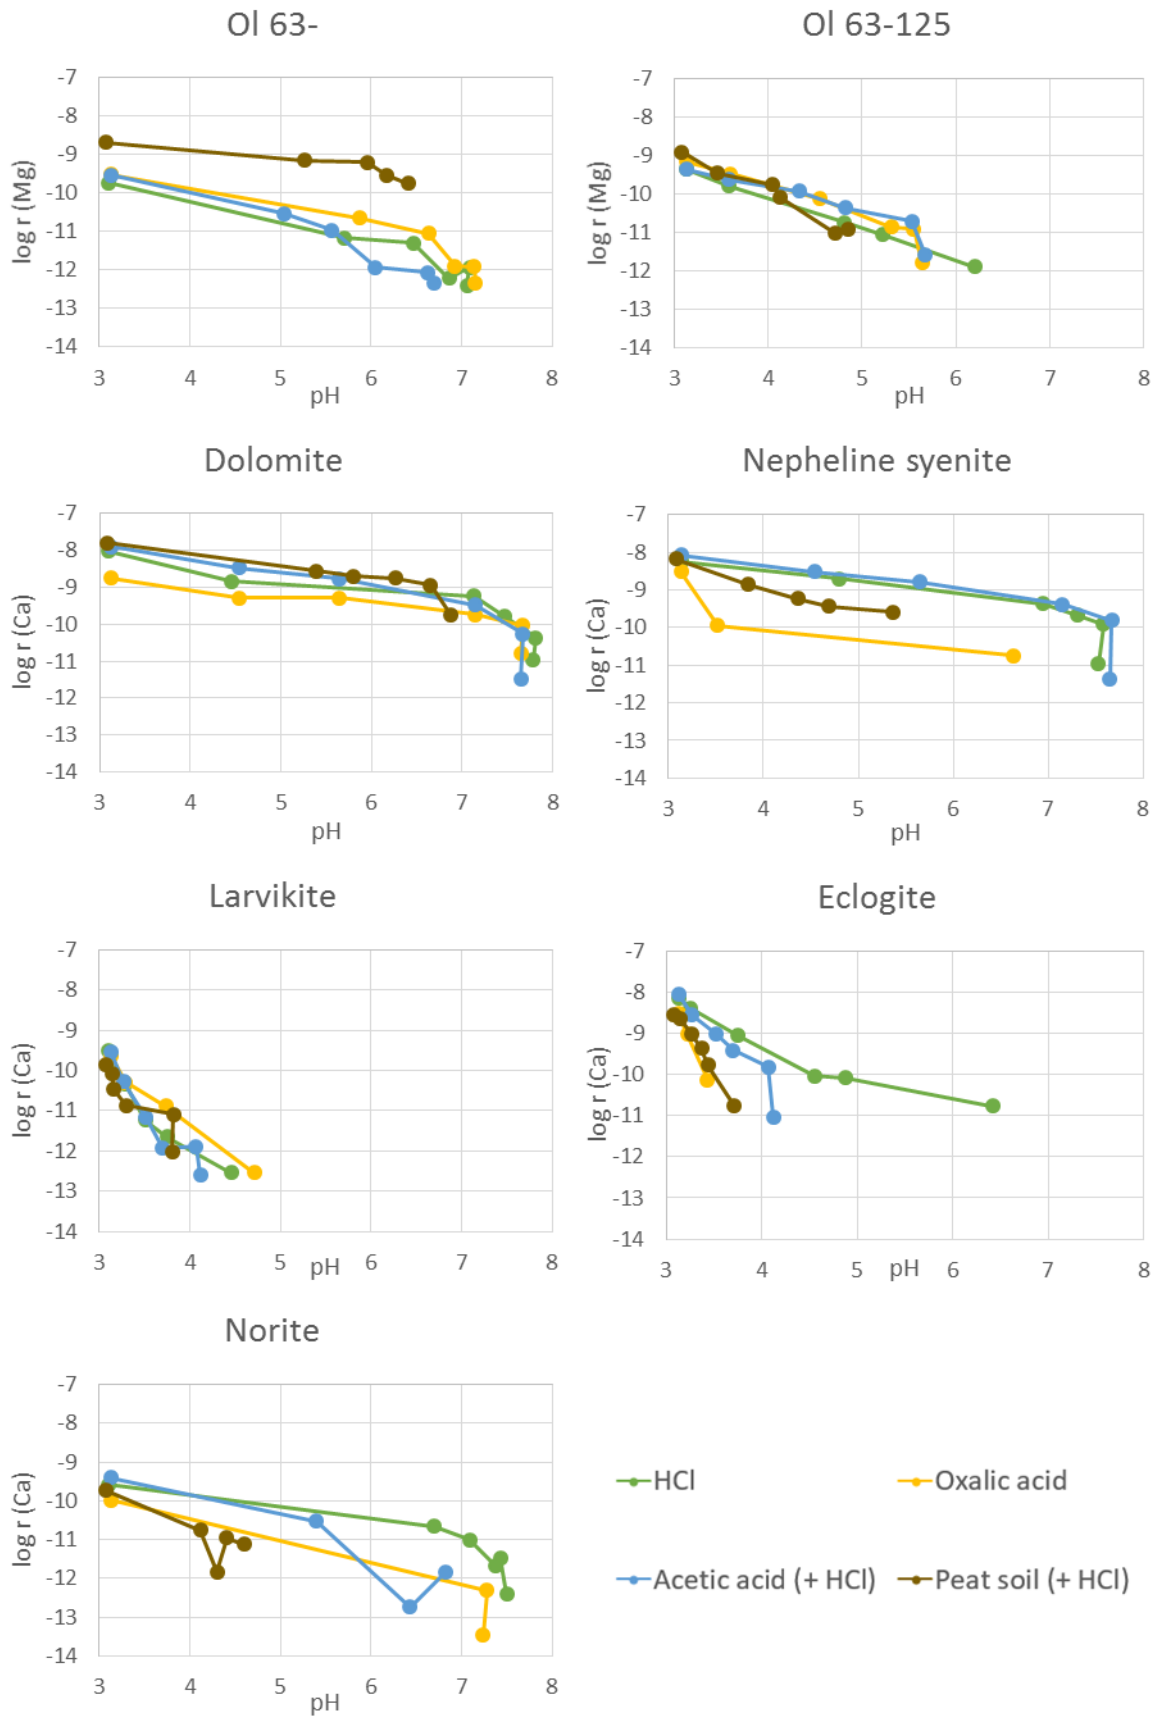 Ol 63-
-7
-8
-9
-10
-11
-12
-13
-14
log r (Mg)
3 4 5 6 7 8
pH
Ol 63-125
-7
-8
-9
-10
-11
-12
-13
-14
log r (Mg)
3 4 5 6 7 8
pH
Dolomite
-7
-8
-9
-10
-11
-12
-13
-14
log r (Ca)
3 4 5 6 7 8
pH
Nepheline syenite
-7
-8
-9
-10
-11
-12
-13
-14
log r (Ca)
3 4 5 6 7 8
pH
Larvikite
-7
-8
-9
-10
-11
-12
-13
-14
log r (Ca)
3 4 5 6 7 8
pH
Eclogite
-7
-8
-9
-10
-11
-12
-13
-14
log r (Ca)
3 4 5 6 7 8
pH
Norite
-7
-8
-9
-10
-11
-12
-13
-14
log r (Ca)
3 4 5 6 7 8
pH
HCl
Oxalic acid
Acetic acid (+ HCl)
Peat soil (+ HCl)